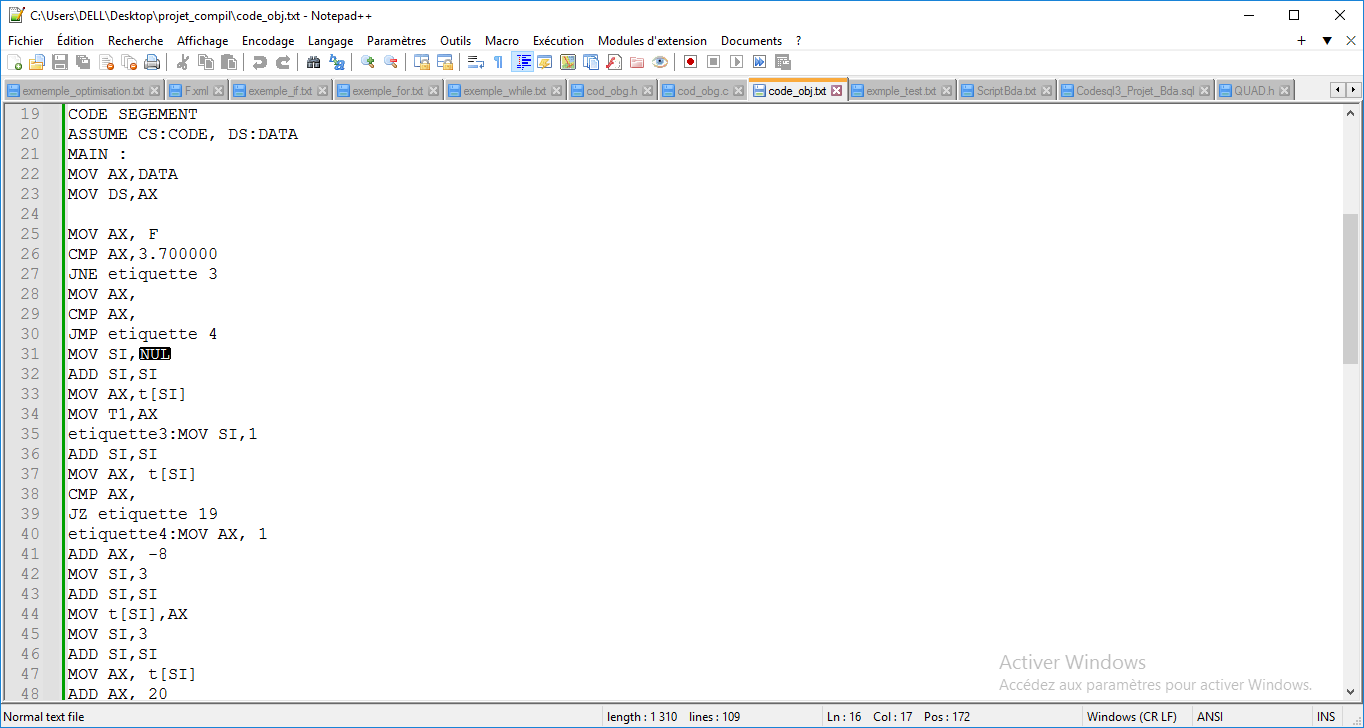 C:\Users\DELL\Desktop\projet_compil\code_obj.txt - Notepad++
Fichier Édition Recherche Affichage Encodage Langage Paramètres Outils Macro Exécution Modules d'extension Documents ? + ▼ X
exmemple_optimisation.txt F.xml exemple_if.txt exemple_for.txt exemple_while.txt cod_obg.h cod_obg.c code_obj.txt exmple_test.txt ScriptBda.txt Codesql3_Projet_Bda.sql QUAD.h
19 CODE SEGEMENT
20 ASSUME CS:CODE, DS:DATA
21 MAIN :
22 MOV AX,DATA
23 MOV DS,AX
24
25 MOV AX, F
26 CMP AX,3.700000
27 JNE etiquette 3
28 MOV AX,
29 CMP AX,
30 JMP etiquette 4
31 MOV SI,NUL
32 ADD SI,SI
33 MOV AX,t[SI]
34 MOV T1,AX
35 etiquette3:MOV SI,1
36 ADD SI,SI
37 MOV AX, t[SI]
38 CMP AX,
39 JZ etiquette 19
40 etiquette4:MOV AX, 1
41 ADD AX, -8
42 MOV SI,3
43 ADD SI,SI
44 MOV t[SI],AX
45 MOV SI,3
46 ADD SI,SI
47 MOV AX, t[SI]
48 ADD AX, 20
Activer Windows
Accédez aux paramètres pour activer Windows.
Normal text file length : 1 310 lines : 109 Ln : 16 Col : 17 Pos : 172 Windows (CR LF) ANSI INS